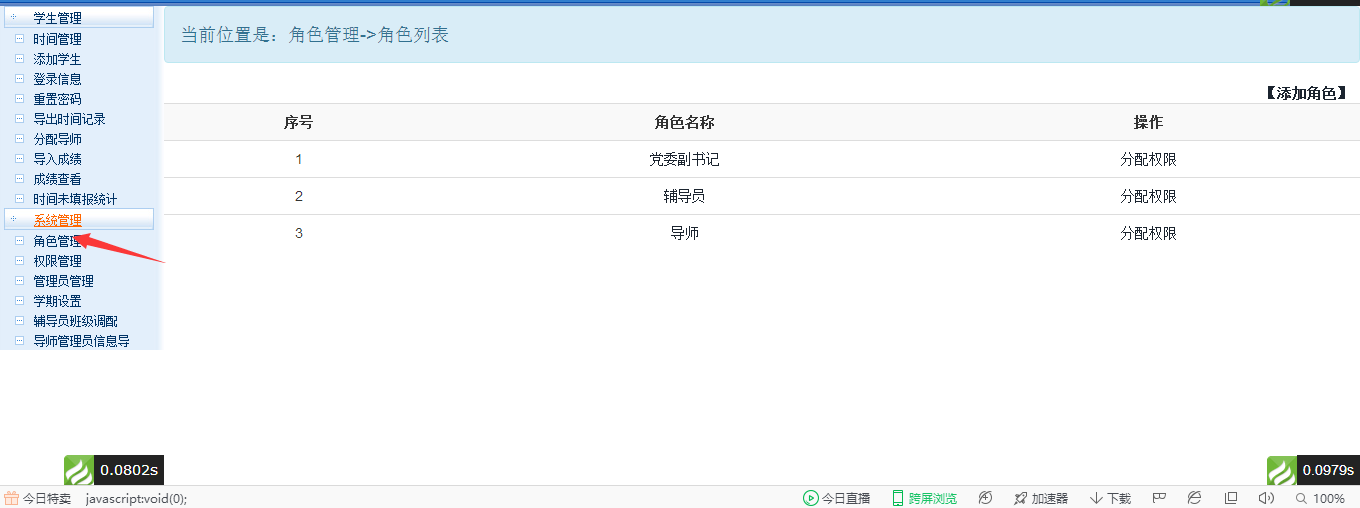 学生管理
时间管理
添加学生
登录信息
重置密码
导出时间记录
分配导师
导入成绩
成绩查看
时间未填报统计
系统管理
角色管理
权限管理
管理员管理
学期设置
辅导员班级调配
导师管理员信息导
当前位置是：角色管理->角色列表
【添加角色】
序号 角色名称 操作
1 党委副书记 分配权限
2 辅导员 分配权限
3 导师 分配权限
0.0802s
0.0979s
今日特卖 javascript:void(0); 今日直播 跨屏浏览 加速器 下载 100%